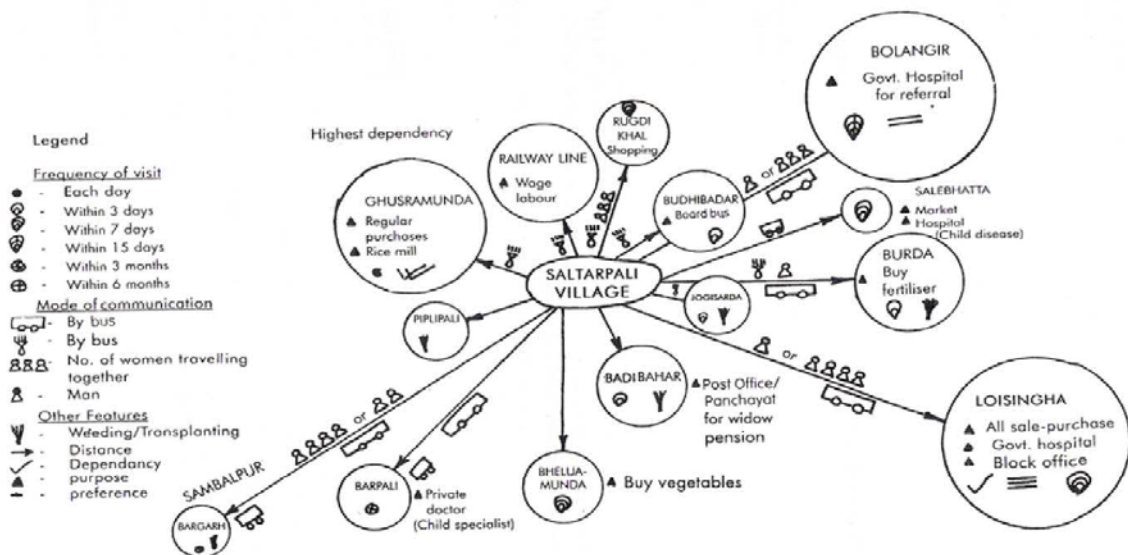 Legend
Frequency of visit
- Each day
- Within 3 days
- Within 7 days
- Within 15 days
- Within 3 months
- Within 6 months
Mode of communication
- By bus
- By bus
- No. of women travelling
together
- Man
Other Features
- Weeding/Transplanting
- Distance
- Dependancy
- purpose
- preference
Highest dependency
GHUSRAMUNDA
Regular
purchases
Rice mill
RAILWAY LINE
Wage
labour
RUGDI
KHAL
Shopping
BUDHIBADAR
Board bus
or
BOLANGIR
Govt. Hospital
for referral
SALEBHATTA
Market
Hospital
(Child disease)
BURDA
Buy
fertiliser
SALTARPALI
VILLAGE
JOGISARDA
PIPLIPALI
BADIBAHAR
Post Office/
Panchayat
for widow
pension
or
LOISINGHA
All sale-purchase
Govt. hospital
Block office
or
SAMBALPUR
BARGARH
BARPALI
Private
doctor
(Child specialist)
BHELUA-
MUNDA
Buy vegetables